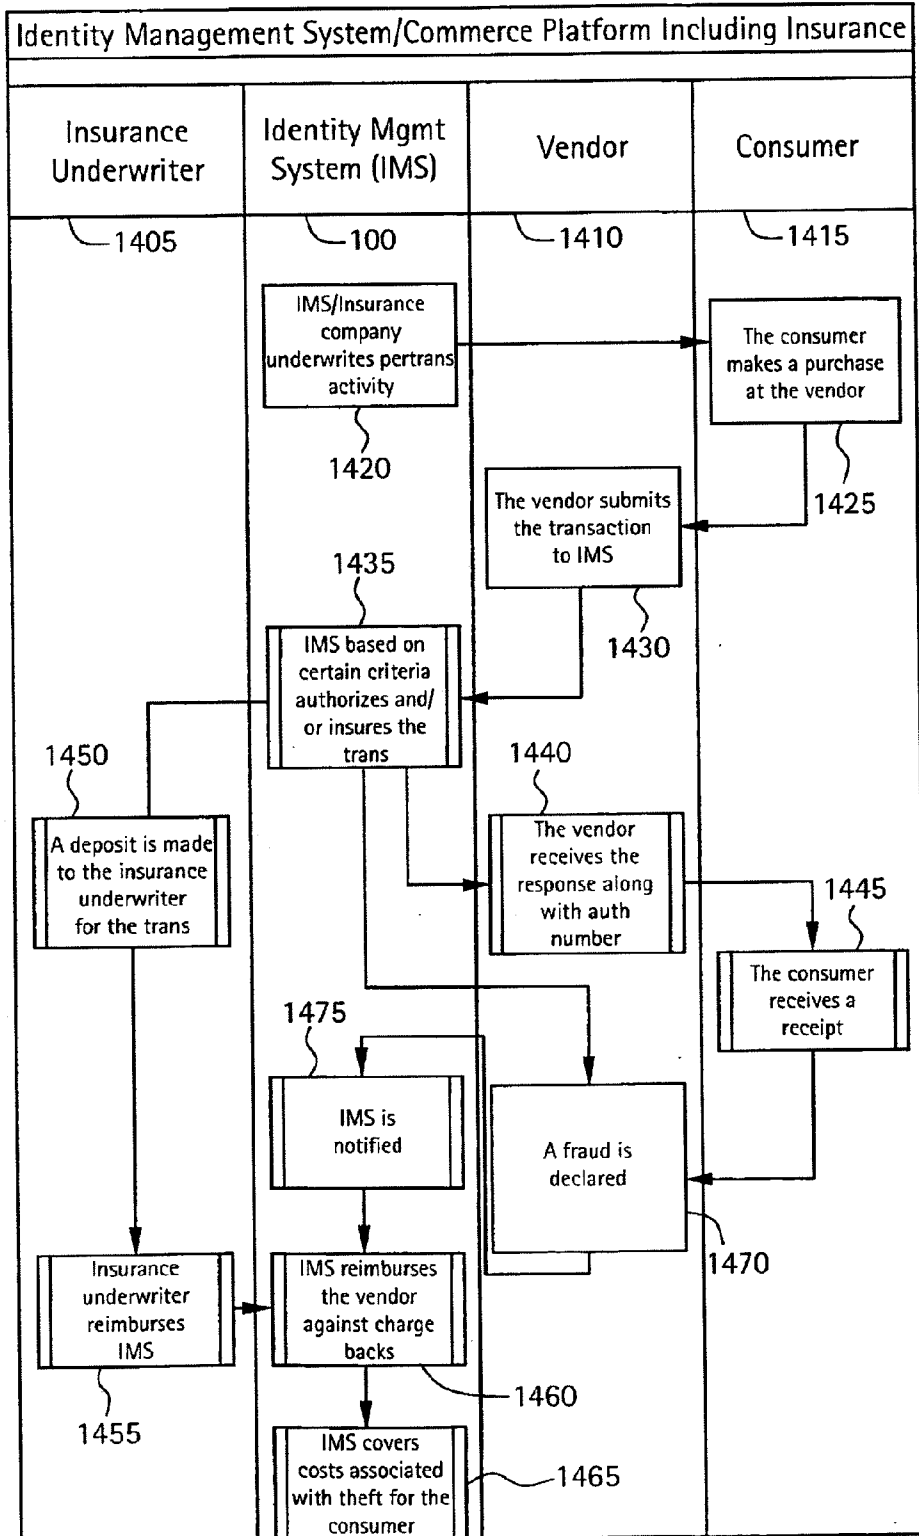 Identity Management System/Commerce Platform Including Insurance
Insurance
Underwriter
Identity Mgmt
System (IMS)
Vendor
Consumer
1405
100
1410
1415
IMS/Insurance
company
underwrites pertrans
activity
1420
The consumer
makes a purchase
at the vendor
1425
The vendor submits
the transaction
to IMS
1430
1435
IMS based on
certain criteria
authorizes and/
or insures the
trans
1450
A deposit is made
to the insurance
underwriter
for the trans
1440
The vendor
receives the
response along
with auth
number
1445
The consumer
receives a
receipt
1475
IMS is
notified
A fraud is
declared
1470
Insurance
underwriter
reimburses
IMS
1455
IMS reimburses
the vendor
against charge
backs
1460
IMS covers
costs associated
with theft for the
consumer
1465